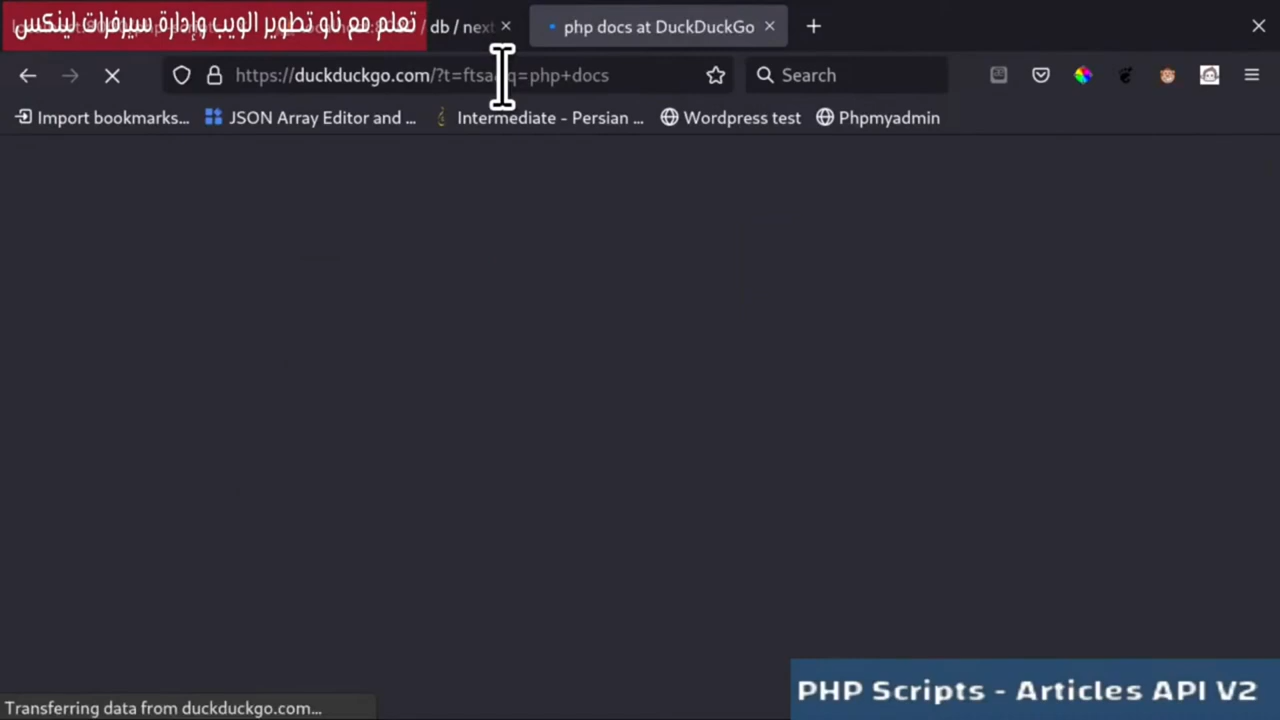 تعلم مع ناو تطوير الويب وإدارة سيرفرات لينكس
/ db / next
php docs at DuckDuckGo
https://duckduckgo.com/?t=ftsa&q=php+docs
Search
Import bookmarks...
JSON Array Editor and ...
Intermediate - Persian ...
Wordpress test
Phpmyadmin
Transferring data from duckduckgo.com...
PHP Scripts - Articles API V2